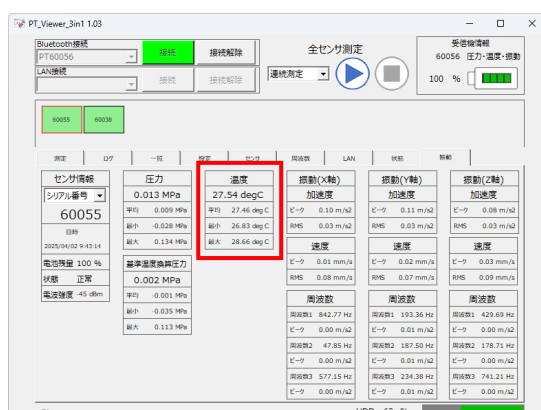 PT_Viewer_3in1 1.03
Bluetooth接続
PT60056
接続
接続解除
LAN接続
接続
接続解除
全センサ測定
連続測定
受信機情報
60056 圧力・温度・振動
100 %
60055
60038
測定 ログ 一覧 設定 センサ 周波数 LAN 状態 振動
センサ情報
シリアル番号
60055
日時
2025/04/02 9:43:14
電池残量 100 %
状態 正常
電波強度 -45 dBm
圧力
0.013 MPa
平均 0.009 MPa
最小 -0.028 MPa
最大 0.134 MPa
基準温度換算圧力
0.002 MPa
平均 -0.001 MPa
最小 -0.035 MPa
最大 0.113 MPa
温度
27.54 degC
平均 27.46 deg C
最小 26.83 deg C
最大 28.66 deg C
振動(X軸)
加速度
ピーク 0.10 m/s2
RMS 0.03 m/s2
速度
ピーク 0.01 mm/s
RMS 0.08 mm/s
周波数
周波数1 842.77 Hz
ピーク 0.00 m/s2
周波数2 47.85 Hz
ピーク 0.00 m/s2
周波数3 577.15 Hz
ピーク 0.00 m/s2
振動(Y軸)
加速度
ピーク 0.11 m/s2
RMS 0.03 m/s2
速度
ピーク 0.02 mm/s
RMS 0.07 mm/s
周波数
周波数1 193.36 Hz
ピーク 0.01 m/s2
周波数2 187.50 Hz
ピーク 0.01 m/s2
周波数3 234.38 Hz
ピーク 0.01 m/s2
振動(Z軸)
加速度
ピーク 0.08 m/s2
RMS 0.03 m/s2
速度
ピーク 0.03 mm/s
RMS 0.09 mm/s
周波数
周波数1 429.69 Hz
ピーク 0.00 m/s2
周波数2 178.71 Hz
ピーク 0.00 m/s2
周波数3 741.21 Hz
ピーク 0.00 m/s2